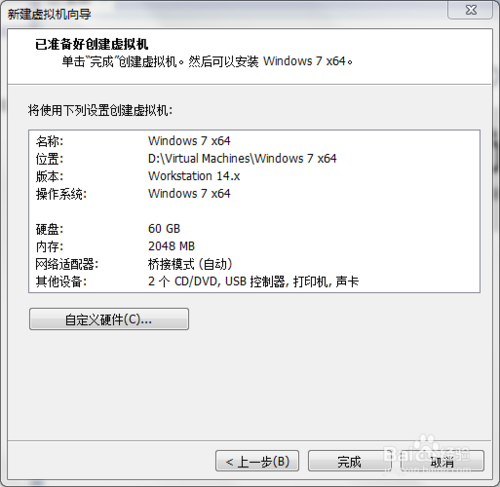 新建虚拟机向导
已准备好创建虚拟机
单击“完成”创建虚拟机。然后可以安装 Windows 7 x64。
将使用下列设置创建虚拟机:
名称: Windows 7 x64
位置: D:\Virtual Machines\Windows 7 x64
版本: Workstation 14.x
操作系统: Windows 7 x64
硬盘: 60 GB
内存: 2048 MB
网络适配器: 桥接模式 (自动)
其他设备: 2 个 CD/DVD, USB 控制器, 打印机, 声卡
自定义硬件(C)...
< 上一步(B) 完成 取消